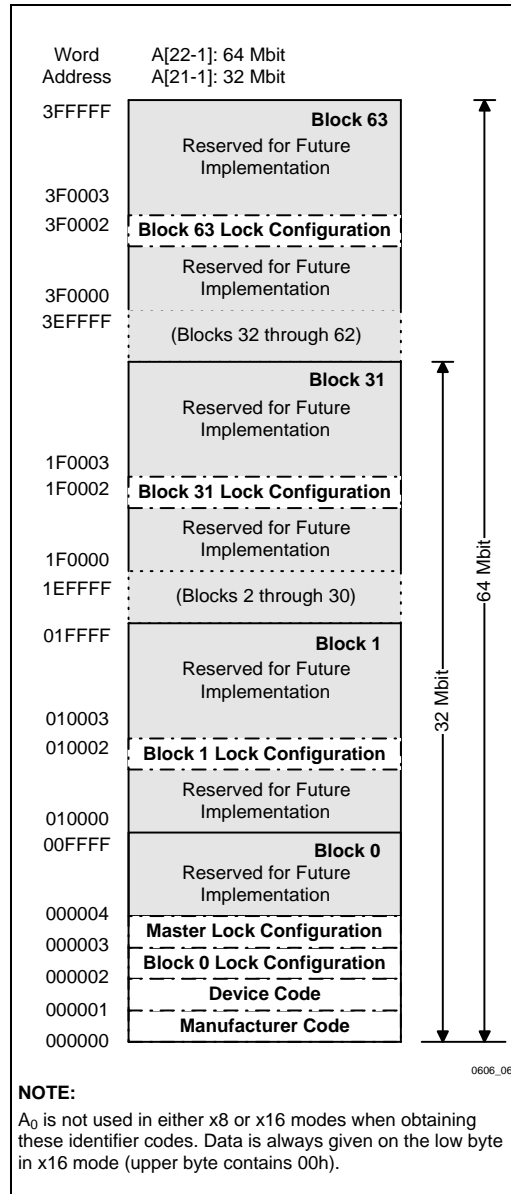 Word A[22-1]: 64 Mbit
Address A[21-1]: 32 Mbit
3FFFFF
Block 63
Reserved for Future
Implementation
3F0003
3F0002
Block 63 Lock Configuration
Reserved for Future
Implementation
3F0000
3EFFFF
(Blocks 32 through 62)
Block 31
Reserved for Future
Implementation
1F0003
1F0002
Block 31 Lock Configuration
Reserved for Future
Implementation
1F0000
1EFFFF
(Blocks 2 through 30)
01FFFF
Block 1
Reserved for Future
Implementation
010003
010002
Block 1 Lock Configuration
Reserved for Future
Implementation
010000
00FFFF
Block 0
Reserved for Future
Implementation
000004
Master Lock Configuration
000003
Block 0 Lock Configuration
000002
Device Code
000001
Manufacturer Code
000000
32 Mbit
64 Mbit
0606_06
NOTE:
A0 is not used in either x8 or x16 modes when obtaining
these identifier codes. Data is always given on the low byte
in x16 mode (upper byte contains 00h).